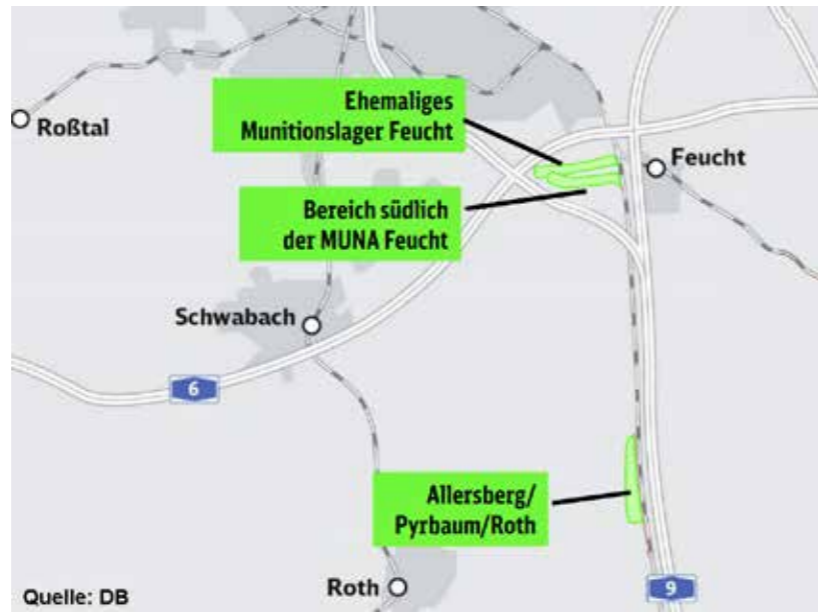 Ehemaliges
Munitionslager Feucht
Roßtal
Feucht
Bereich südlich
der MUNA Feucht
Schwabach
6
Allersberg/
Pyrbaum/Roth
Roth
9
Quelle: DB